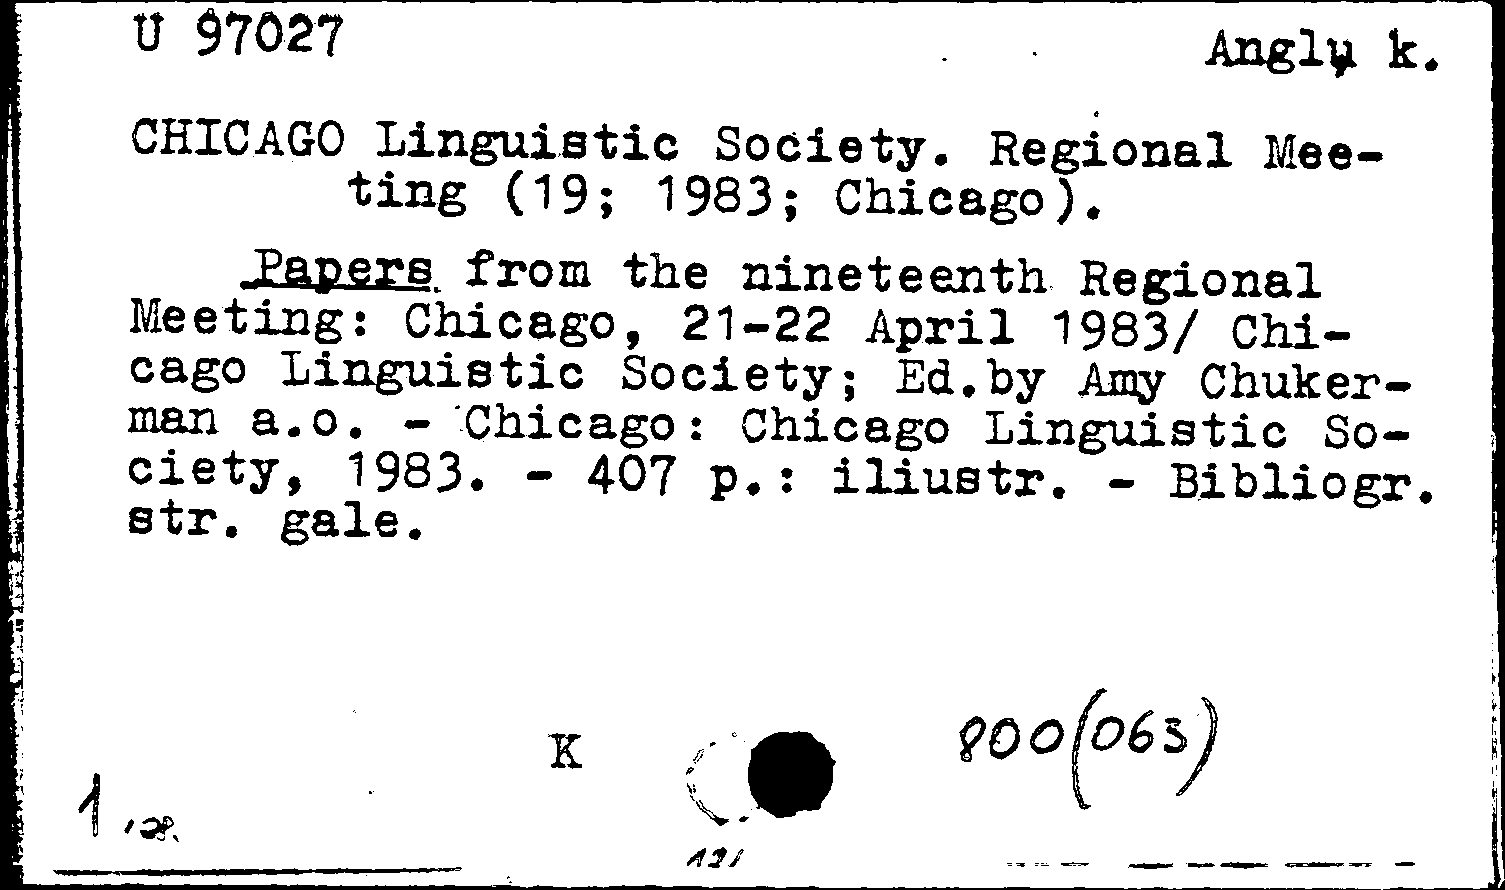 U 97027
Anglų k.
CHICAGO Linguistic Society. Regional Mee-
ting (19; 1983; Chicago).
Papers from the nineteenth Regional
Meeting: Chicago, 21-22 April 1983/ Chi-
cago Linguistic Society; Ed.by Amy Chuker-
man a.o. - Chicago: Chicago Linguistic So-
ciety, 1983. - 407 p.: iliustr. - Bibliogr.
str. gale.
K
800(063)
1